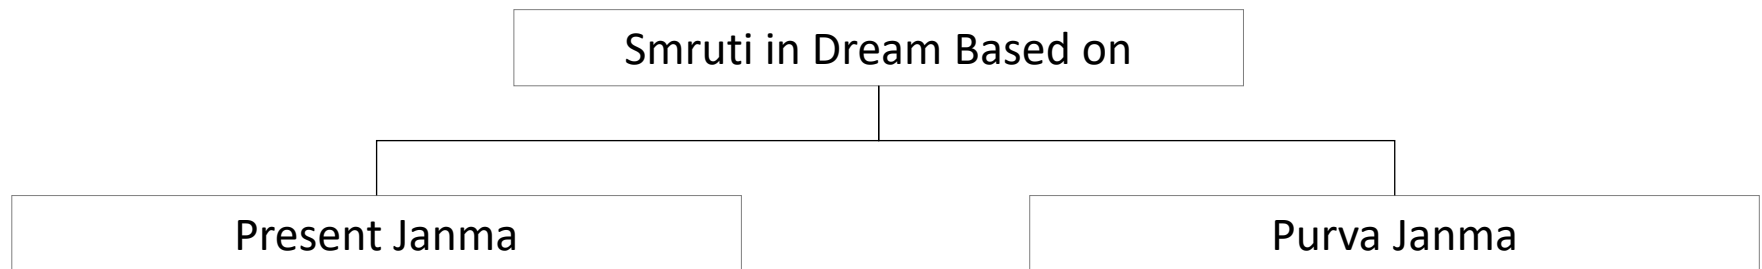 Smruti in Dream Based on
Present Janma
Purva Janma